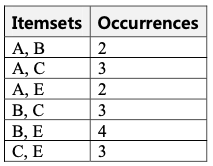 Itemsets Occurrences
A, B 2
A, C 3
A, E 2
B, C 3
B, E 4
C, E 3